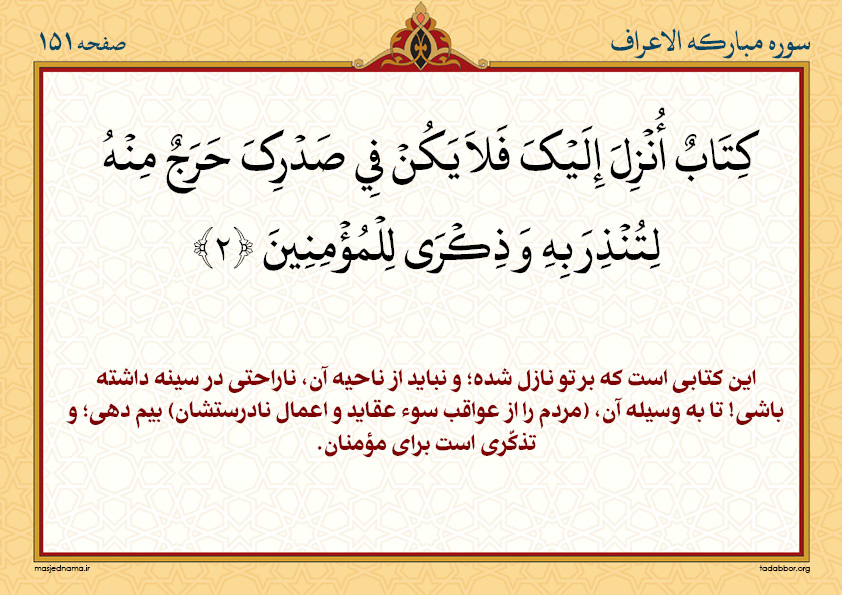 سوره مبارکه الاعراف
صفحه ۱۵۱
كِتَابٌ أُنْزِلَ إِلَيْكَ فَلاَ يَكُنْ فِي صَدْرِكَ حَرَجٌ مِنْهُ
لِتُنْذِرَ بِهِ وَ ذِكْرَى لِلْمُؤْمِنِينَ ﴿٢﴾
این کتابی است که بر تو نازل شده؛ و نباید از ناحیه آن، ناراحتی در سینه داشته
باشی! تا به وسیله آن، (مردم را از عواقب سوء عقاید و اعمال نادرستشان) بیم دهی؛ و
تذکّری است برای مؤمنان.
masjednama.ir
tadabbor.org